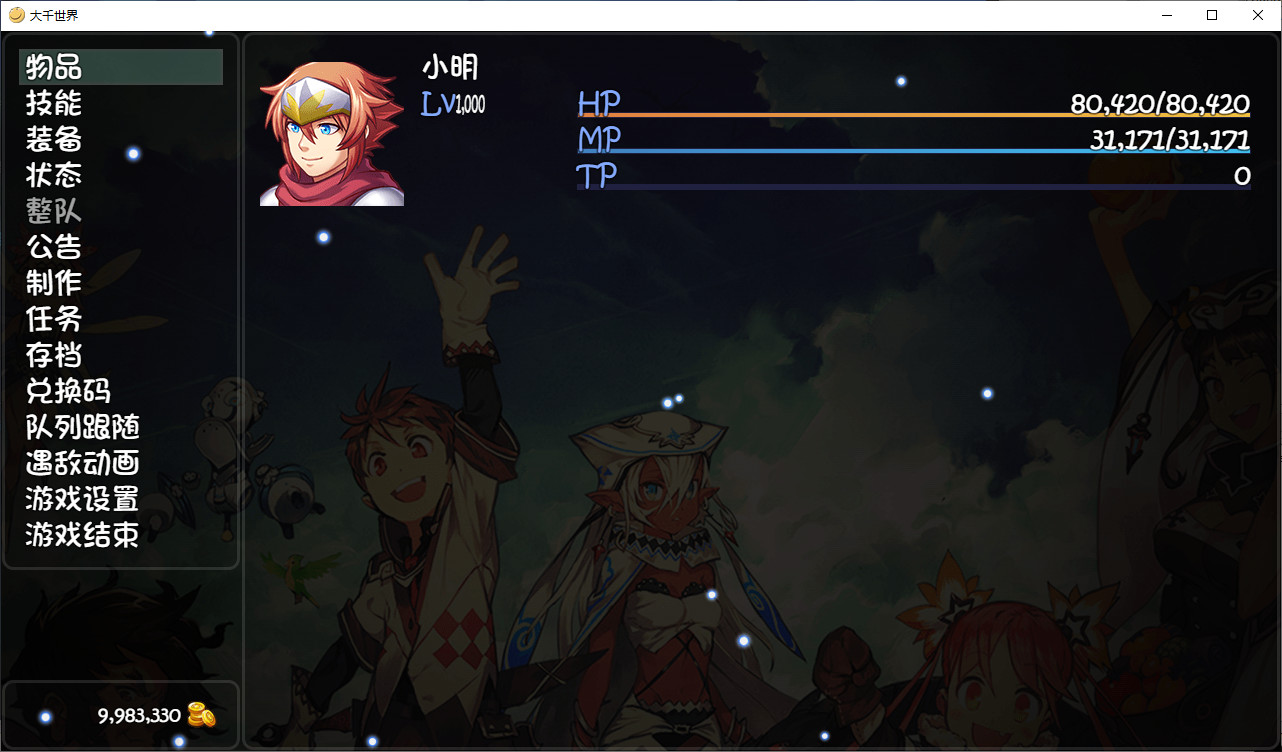 大千世界
物品
技能
装备
状态
整队
公告
制作
任务
存档
兑换码
队列跟随
遇敌动画
游戏设置
游戏结束
小明
Lv1,000
HP 80,420/80,420
MP 31,171/31,171
TP 0
9,983,330